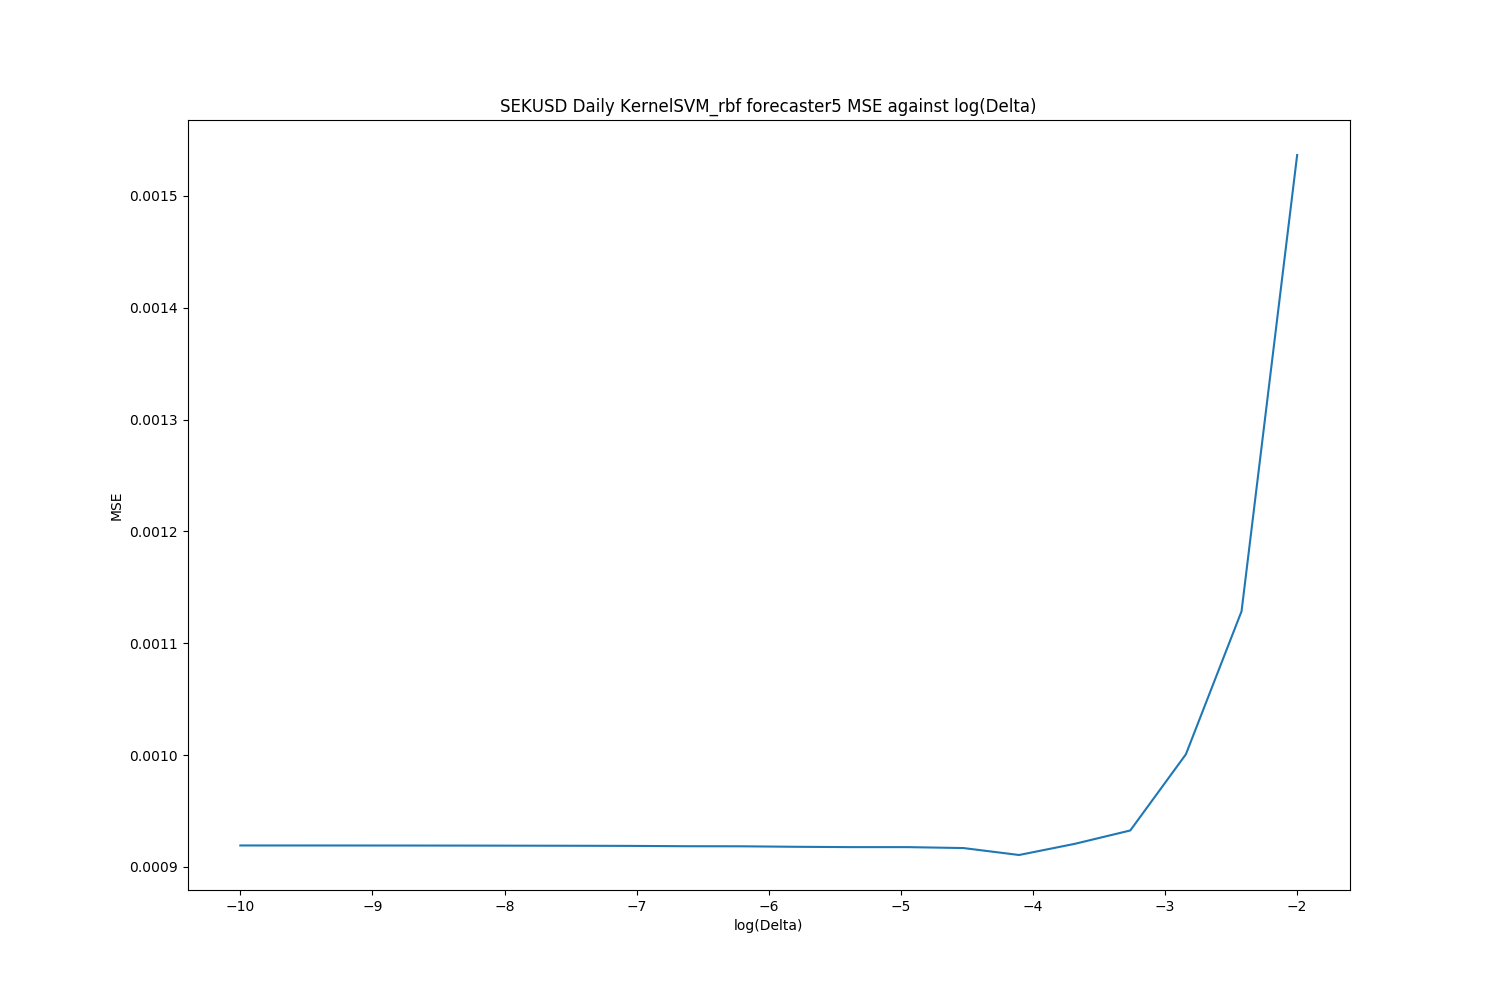 SEKUSD Daily KernelSVM_rbf forecaster5 MSE against log(Delta)
0.0015
0.0014
0.0013
0.0012
0.0011
0.0010
0.0009
MSE
−10 −9 −8 −7 −6 −5 −4 −3 −2
log(Delta)